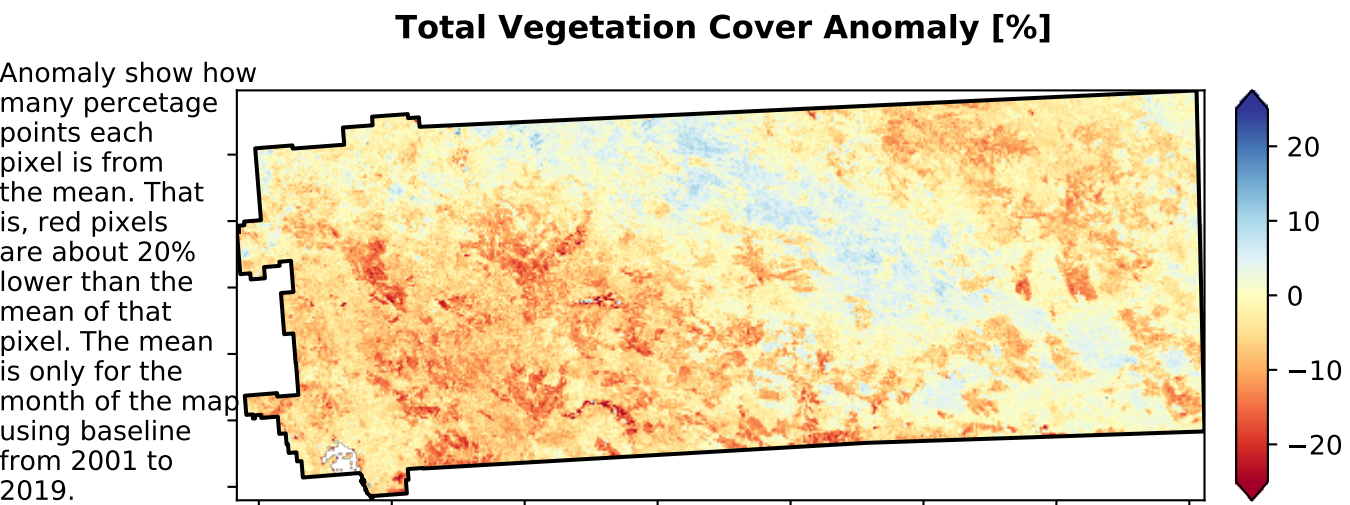 Total Vegetation Cover Anomaly [%]
Anomaly show how
many percetage
points each
pixel is from
the mean. That
is, red pixels
are about 20%
lower than the
mean of that
pixel. The mean
is only for the
month of the map
using baseline
from 2001 to
2019.
20
10
0
−10
−20